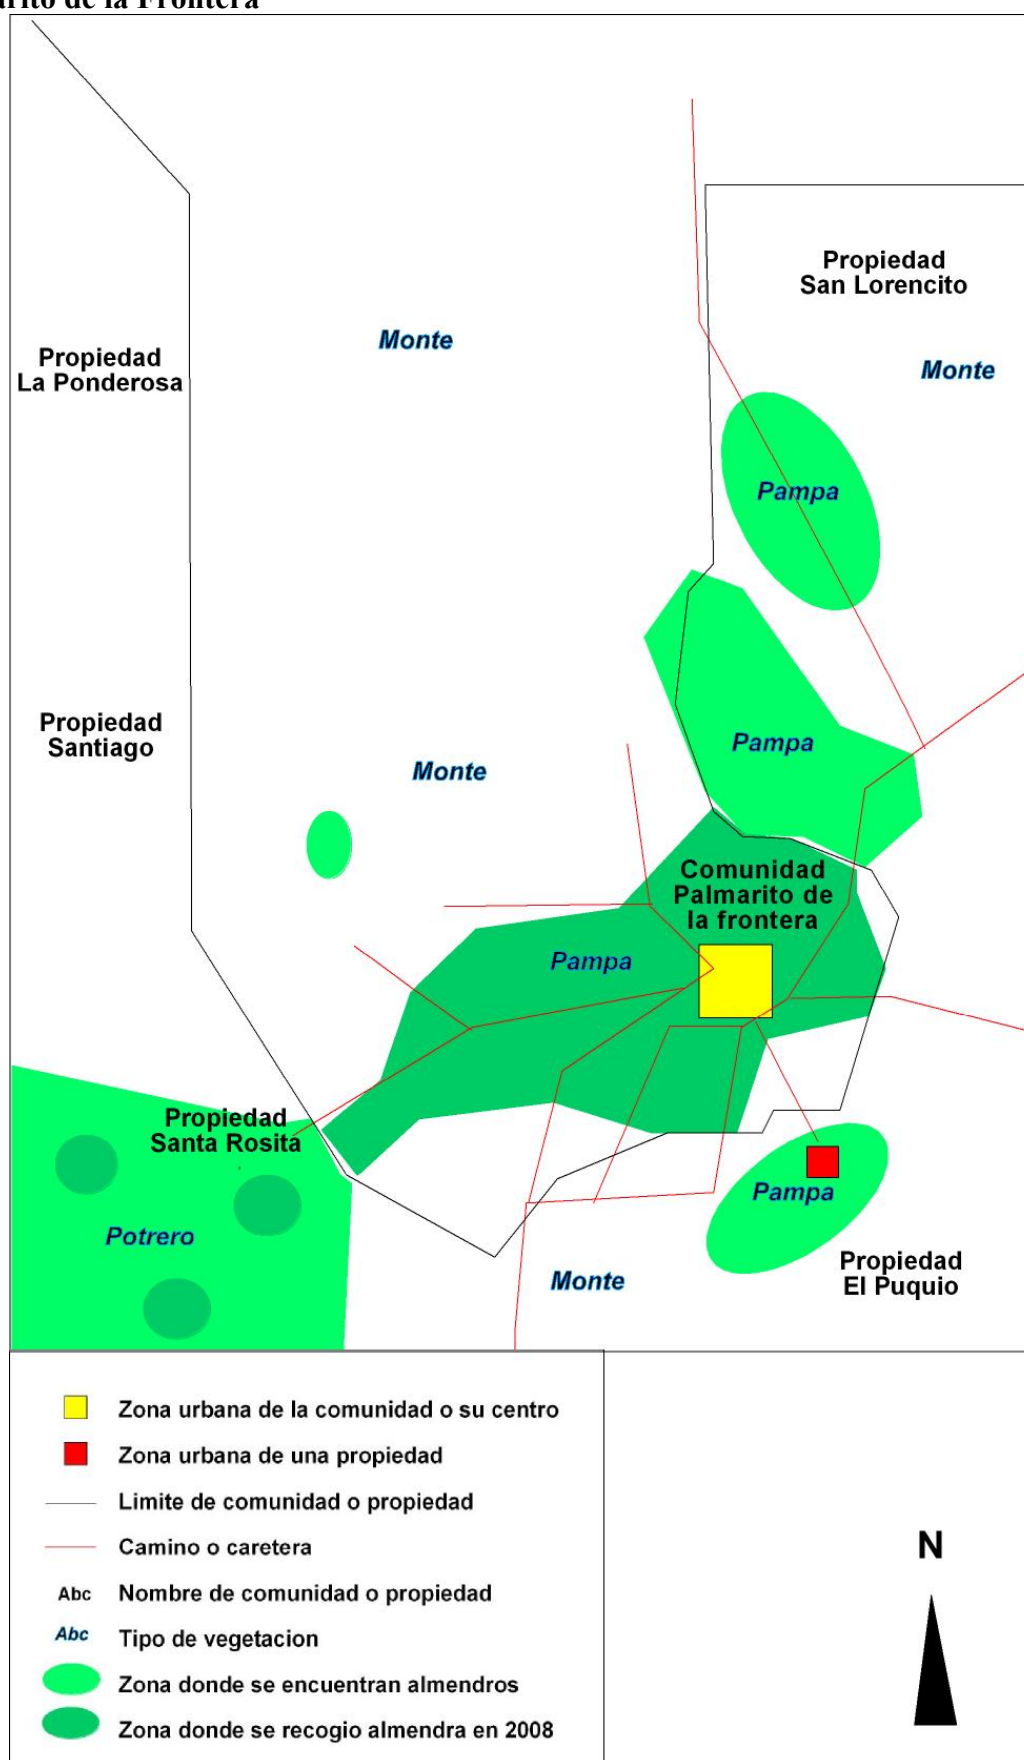 de la Frontera
Propiedad
San Lorencito
Monte
Propiedad
La Ponderosa
Monte
Pampa
Propiedad
Santiago
Pampa
Monte
Comunidad
Palmarito de
la frontera
Pampa
Propiedad
Santa Rosita
Pampa
Potrero
Propiedad
El Puquio
Monte
Zona urbana de la comunidad o su centro
Zona urbana de una propiedad
Limite de comunidad o propiedad
Camino o caretera
Abc Nombre de comunidad o propiedad
Abc Tipo de vegetacion
Zona donde se encuentran almendros
Zona donde se recogio almendra en 2008
N